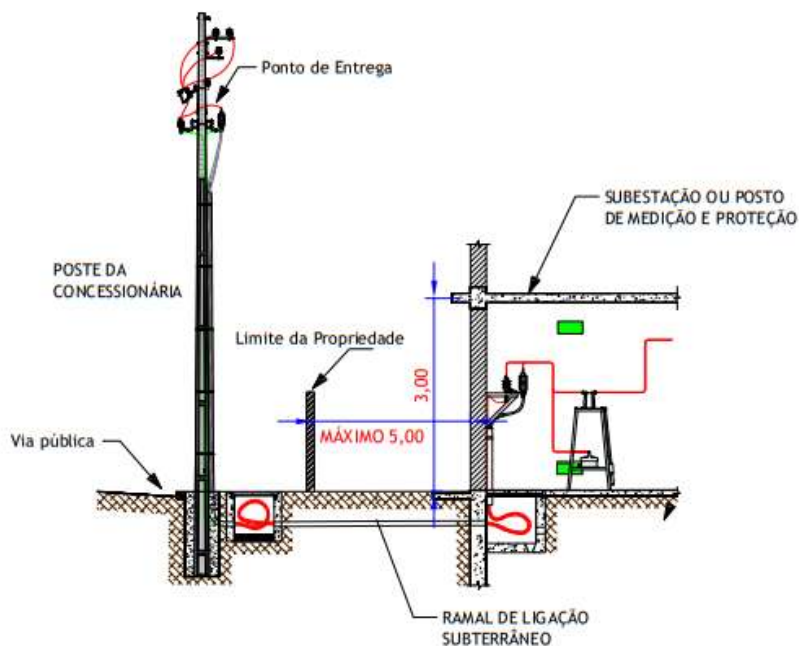 Ponto de Entrega
SUBESTAÇÃO OU POSTO
DE MEDIÇÃO E PROTEÇÃO
POSTE DA
CONCESSIONÁRIA
Limite da Propriedade
3,00
MÁXIMO 5,00
Via pública
RAMAL DE LIGAÇÃO
SUBTERRÂNEO